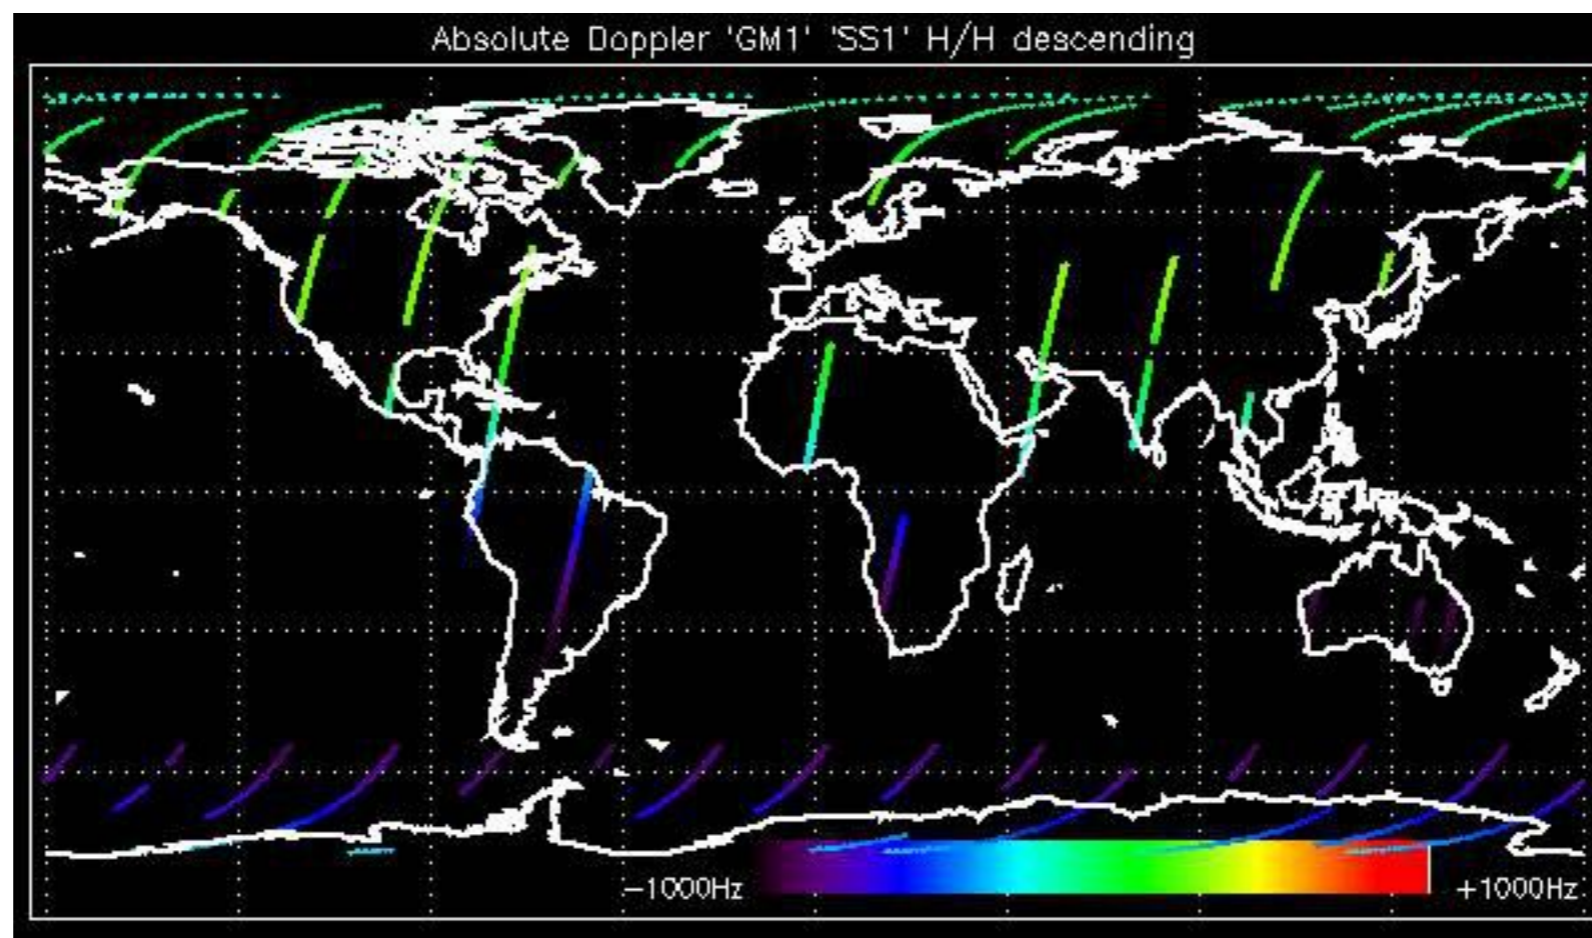 Absolute Doppler 'GM1' 'SS1' H/H descending
−1000Hz +1000Hz